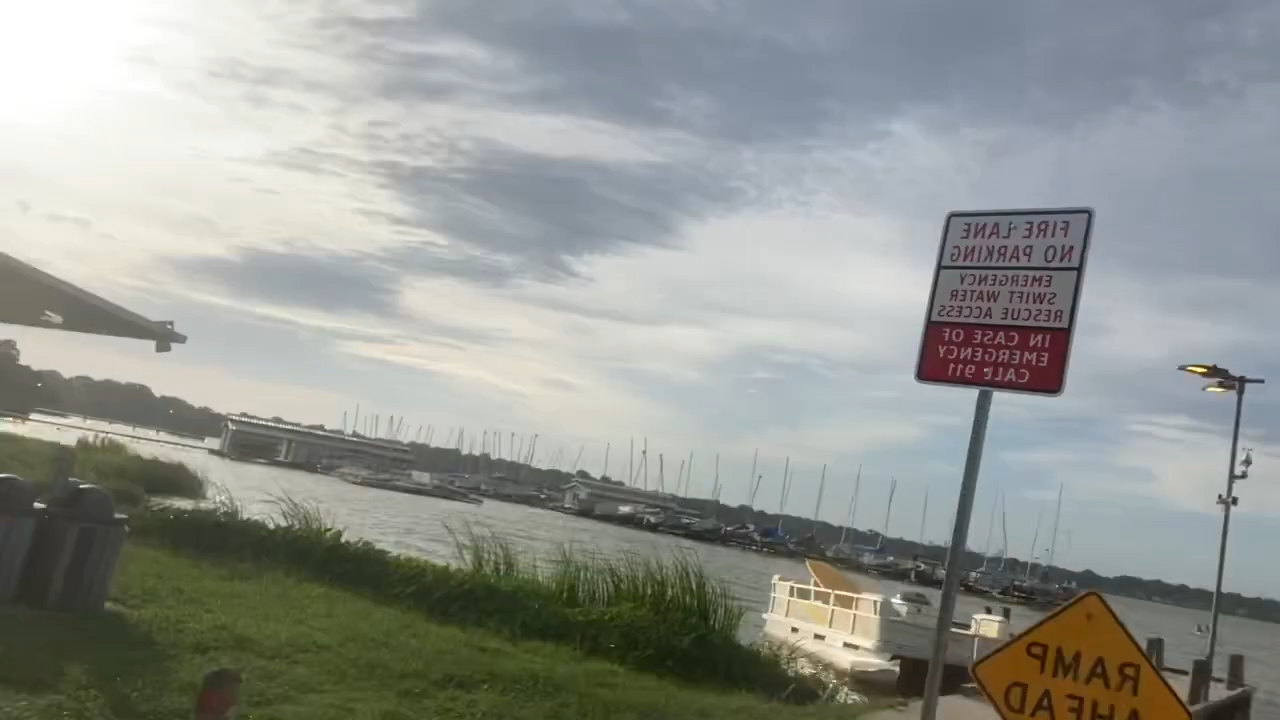 FIRE LANE
NO PARKING
EMERGENCY
SWIFT WATER
RESCUE ACCESS
IN CASE OF
EMERGENCY
CALL 911
RAMP
AHEAD